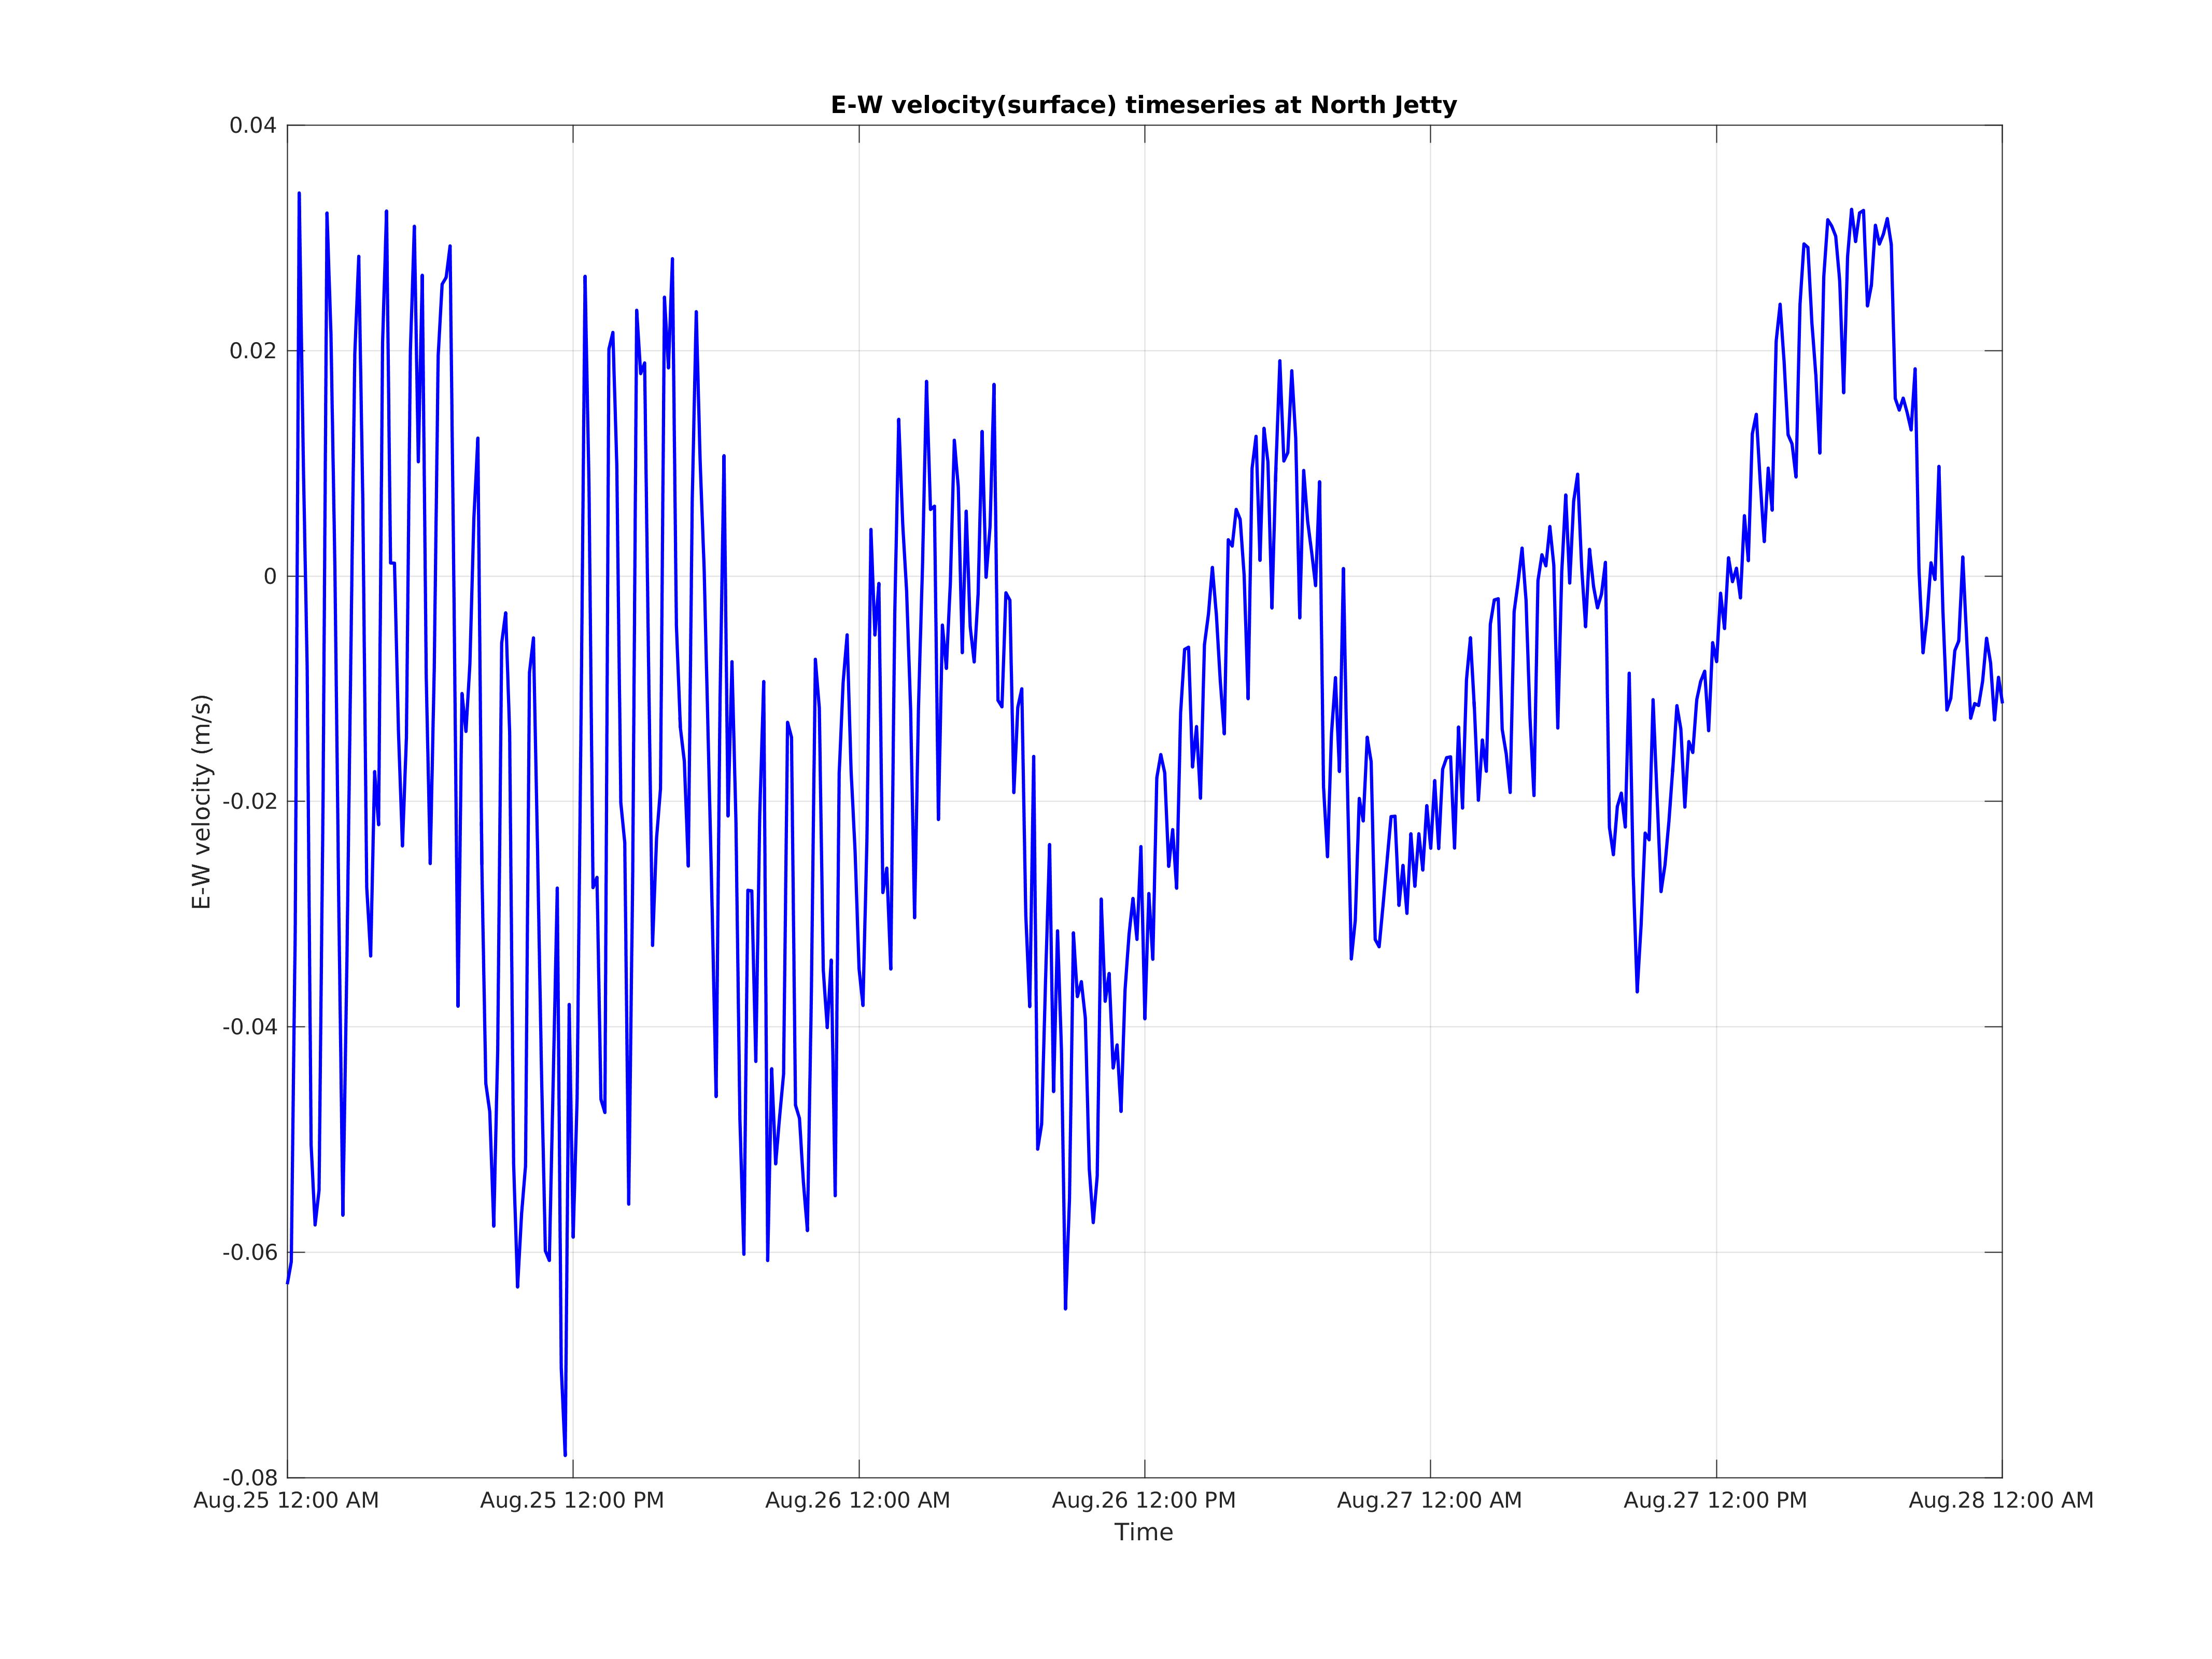 E-W velocity(surface) timeseries at North Jetty
0.04
0.02
0
-0.02
-0.04
-0.06
-0.08
E-W velocity (m/s)
Aug.25 12:00 AM
Aug.25 12:00 PM
Aug.26 12:00 AM
Aug.26 12:00 PM
Aug.27 12:00 AM
Aug.27 12:00 PM
Aug.28 12:00 AM
Time